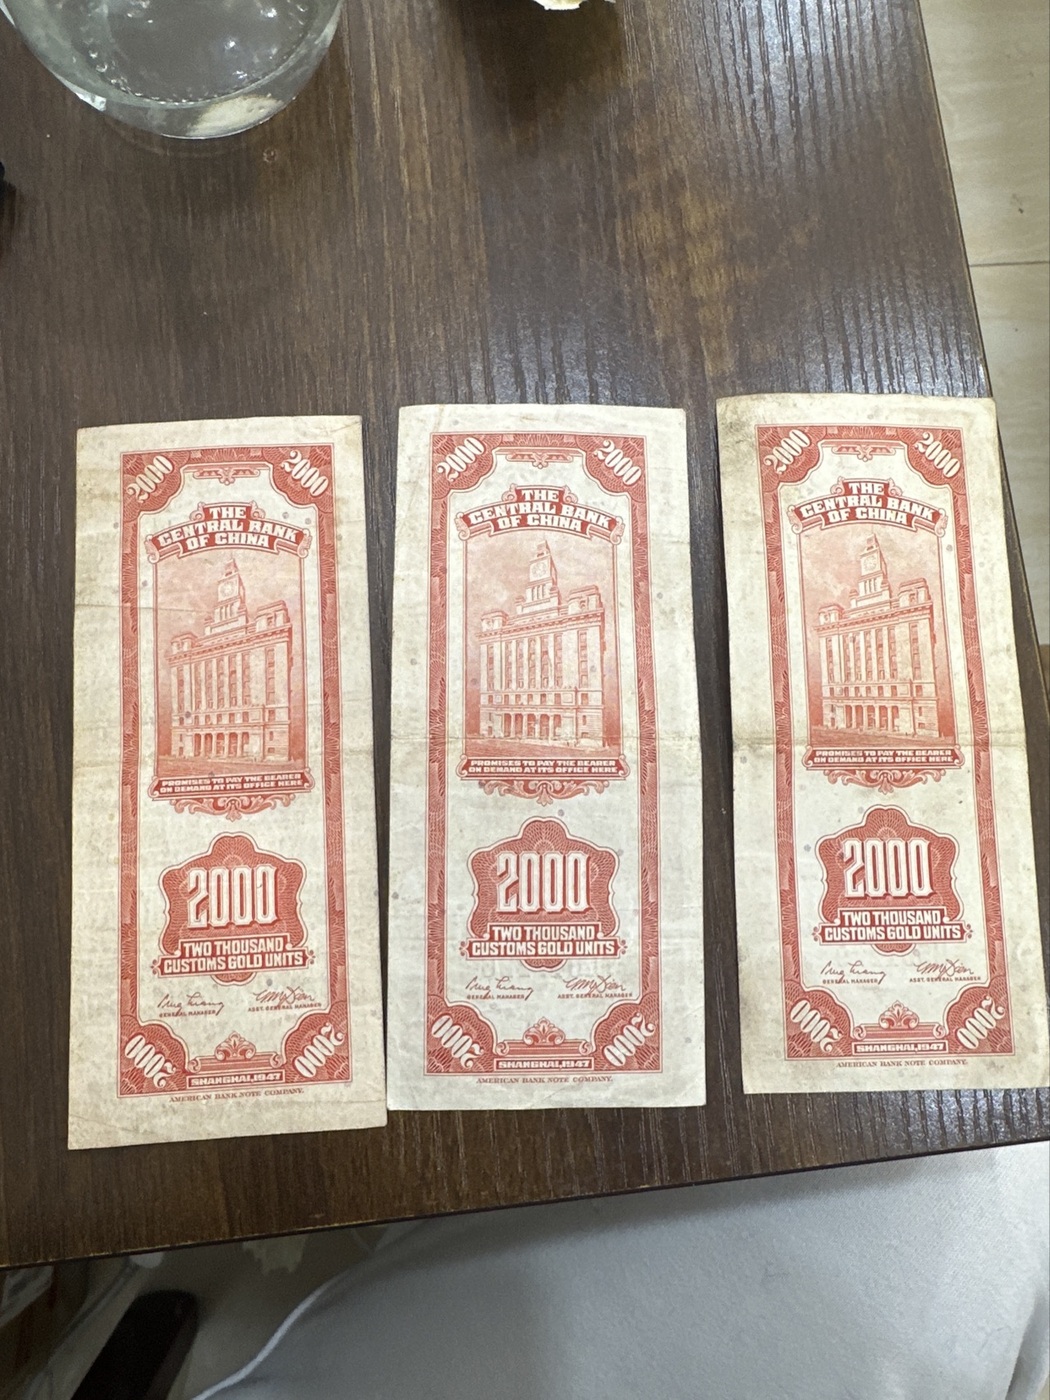 2000 2000
THE
CENTRAL BANK
OF CHINA
PROMISES TO PAY THE BEARER
ON DEMAND AT ITS OFFICE HERE
2000
TWO THOUSAND
CUSTOMS GOLD UNITS
GENERAL MANAGER ASST. GENERAL MANAGER
2000 2000
SHANGHAI, 1947
AMERICAN BANK NOTE COMPANY.
2000 2000
THE
CENTRAL BANK
OF CHINA
PROMISES TO PAY THE BEARER
ON DEMAND AT ITS OFFICE HERE
2000
TWO THOUSAND
CUSTOMS GOLD UNITS
GENERAL MANAGER ASST. GENERAL MANAGER
2000 2000
SHANGHAI, 1947
AMERICAN BANK NOTE COMPANY.
2000 2000
THE
CENTRAL BANK
OF CHINA
PROMISES TO PAY THE BEARER
ON DEMAND AT ITS OFFICE HERE
2000
TWO THOUSAND
CUSTOMS GOLD UNITS
GENERAL MANAGER ASST. GENERAL MANAGER
2000 2000
SHANGHAI, 1947
AMERICAN BANK NOTE COMPANY.